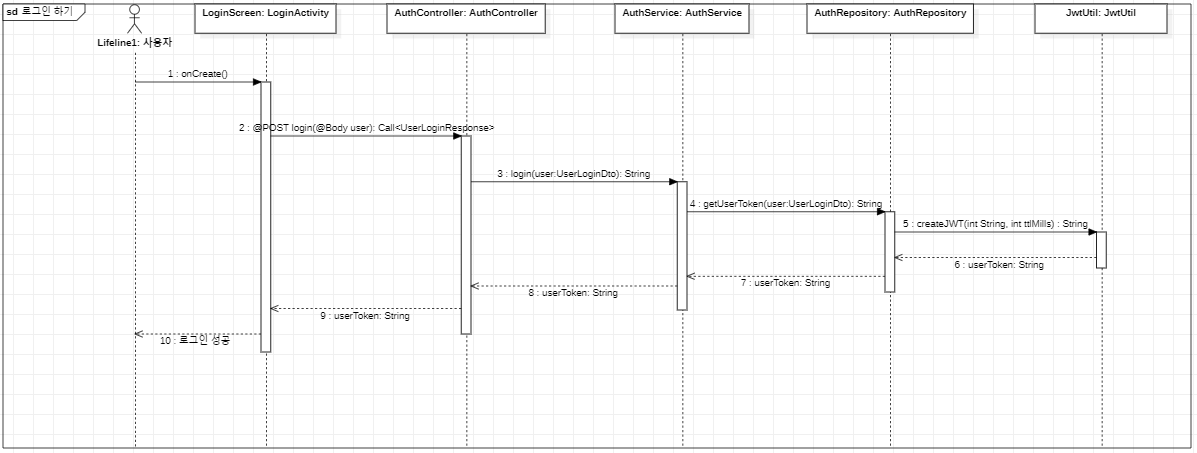 sd 로그인 하기
Lifeline1: 사용자
LoginScreen: LoginActivity
AuthController: AuthController
AuthService: AuthService
AuthRepository: AuthRepository
JwtUtil: JwtUtil
1 : onCreate()
2 : @POST login(@Body user): Call<UserLoginResponse>
3 : login(user:UserLoginDto): String
4 : getUserToken(user:UserLoginDto): String
5 : createJWT(int String, int ttlMills) : String
6 : userToken: String
7 : userToken: String
8 : userToken: String
9 : userToken: String
10 : 로그인 성공